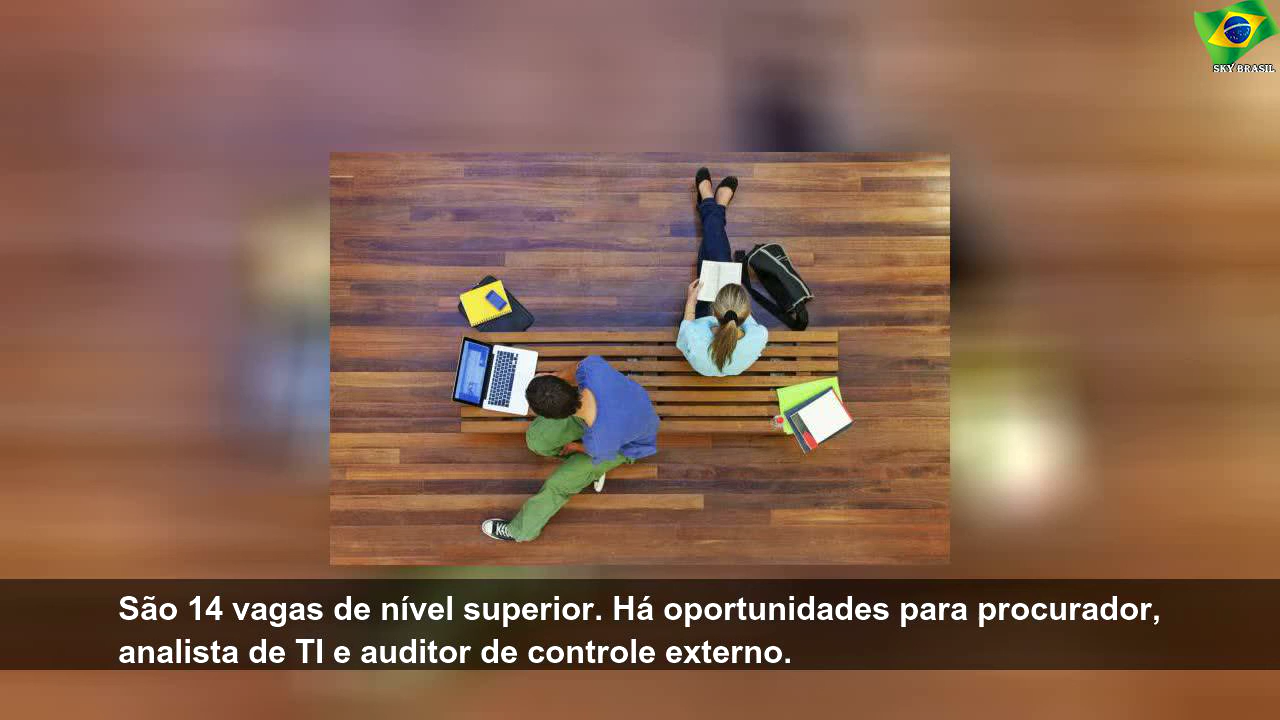 SKY BRASIL
São 14 vagas de nível superior. Há oportunidades para procurador,
analista de TI e auditor de controle externo.